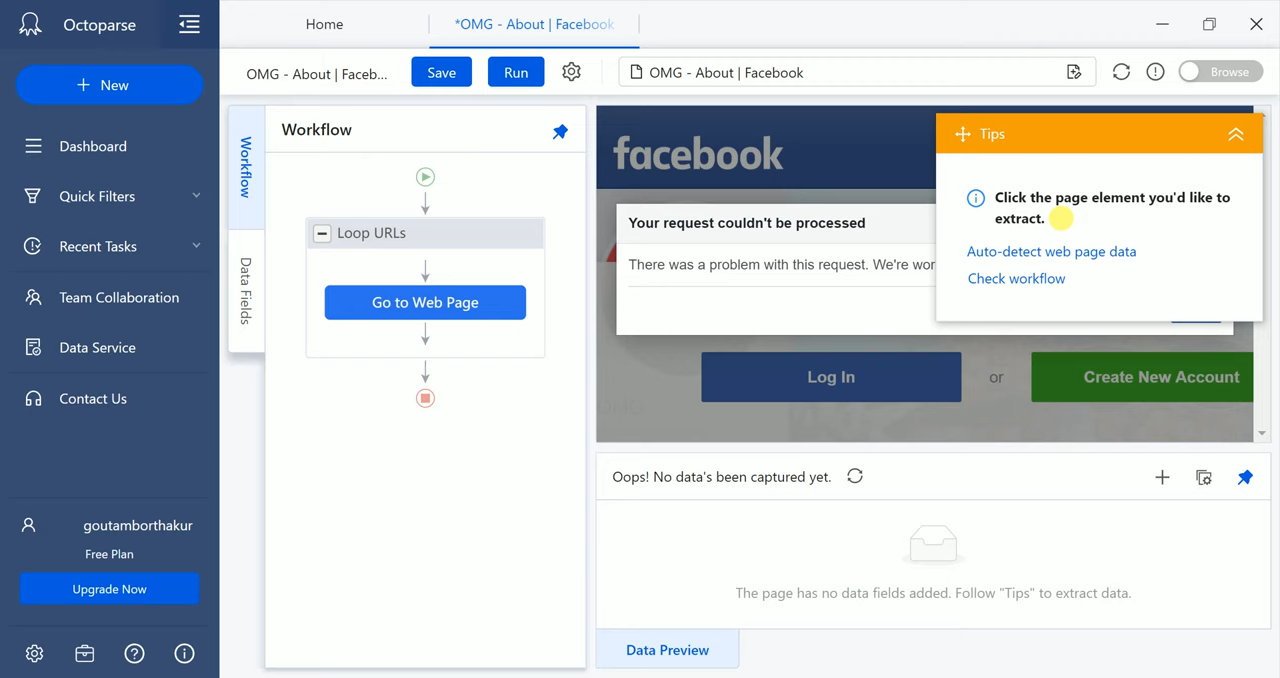 Octoparse
Home
*OMG - About | Facebook
OMG - About | Faceb...
Save
Run
OMG - About | Facebook
Browse
New
Dashboard
Quick Filters
Recent Tasks
Team Collaboration
Data Service
Contact Us
goutamborthakur
Free Plan
Upgrade Now
Workflow
Data Fields
Workflow
Loop URLs
Go to Web Page
facebook
Your request couldn't be processed
There was a problem with this request. We're wor
Log In
or
Create New Account
OMG
Tips
Click the page element you'd like to
extract.
Auto-detect web page data
Check workflow
Oops! No data's been captured yet.
The page has no data fields added. Follow "Tips" to extract data.
Data Preview